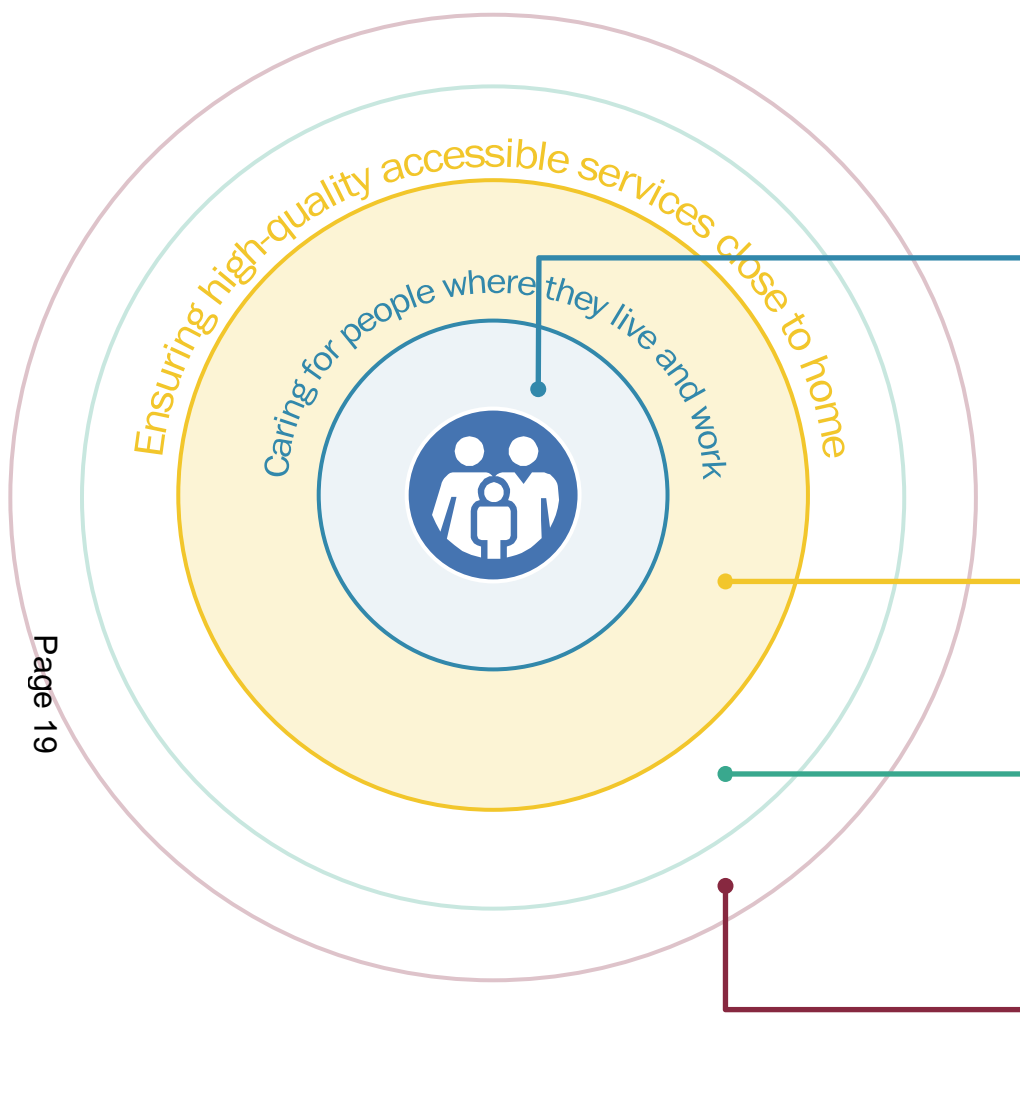 Ensuring high-quality accessible services close to home
Caring for people where they live and work
Page 19